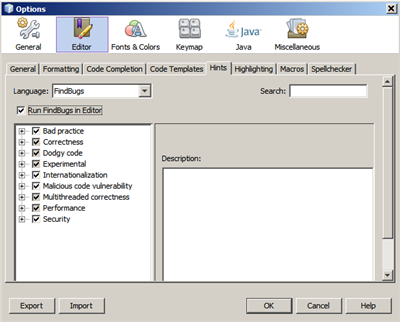 Options
General Editor Fonts & Colors Keymap Java Miscellaneous
General Formatting Code Completion Code Templates Hints Highlighting Macros Spellchecker
Language: FindBugs Search:
Run FindBugs in Editor
Bad practice
Correctness
Dodgy code
Experimental
Internationalization
Malicious code vulnerability
Multithreaded correctness
Performance
Security
Description:
Export Import OK Cancel Help